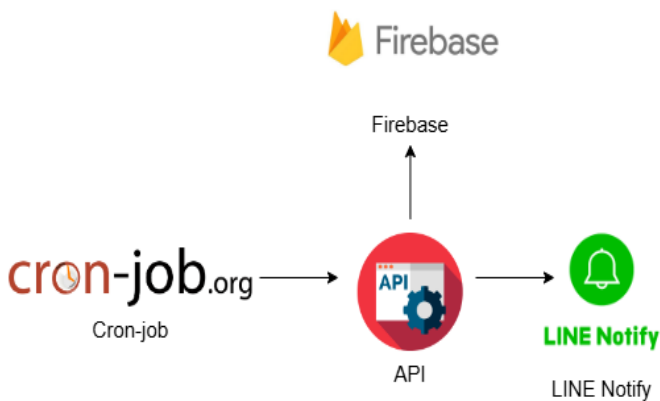 Firebase
Firebase
cron-job.org
Cron-job
API
API
LINE Notify
LINE Notify